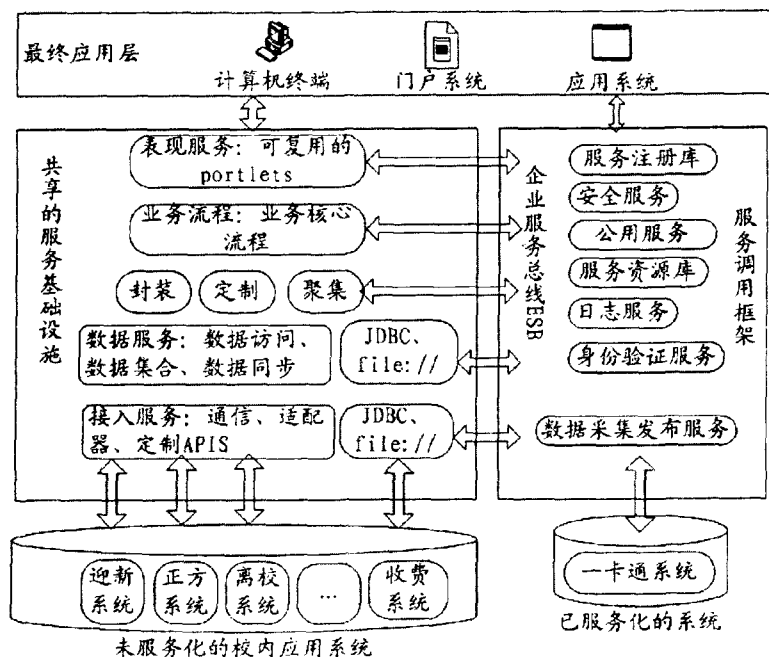 最终应用层
计算机终端
门户系统
应用系统
共享的服务基础设施
表现服务：可复用的
portlets
业务流程：业务核心
流程
封装
定制
聚集
数据服务：数据访问、
数据集合、数据同步
JDBC、
file://
接入服务：通信、适配
器、定制APIS
JDBC、
file://
企业服务总线ESB
服务注册库
安全服务
公用服务
服务资源库
日志服务
身份验证服务
数据采集发布服务
服务调用框架
迎新
系统
正方
系统
离校
系统
...
收费
系统
未服务化的校内应用系统
一卡通系统
已服务化的系统